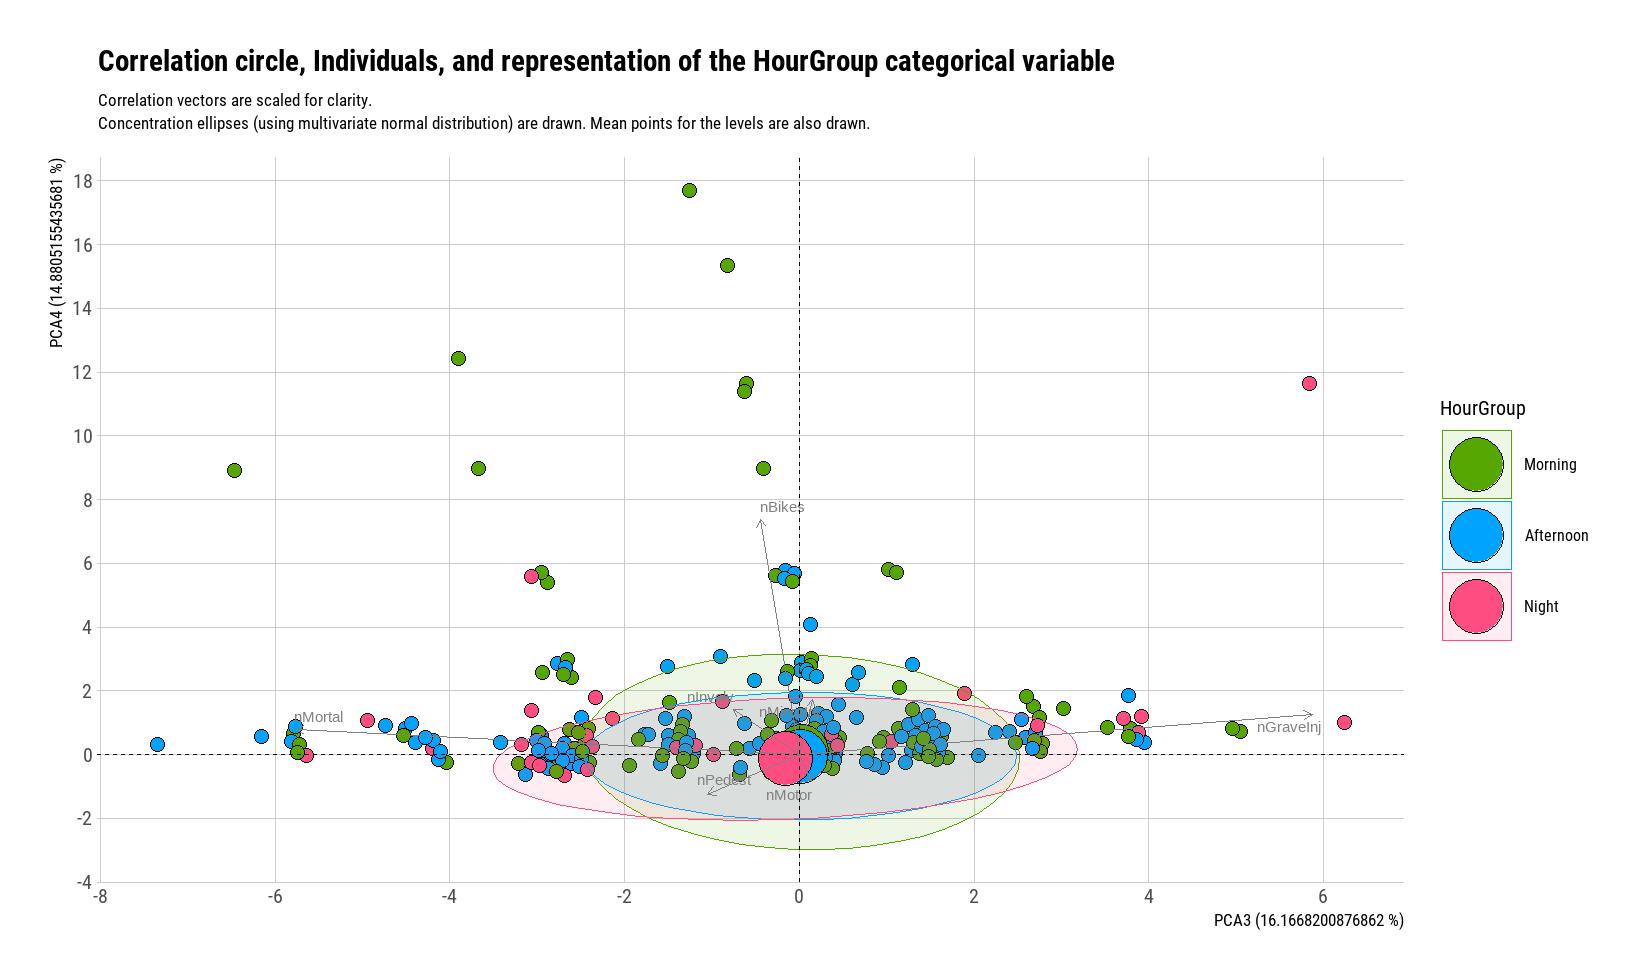 Correlation circle, Individuals, and representation of the HourGroup categorical variable
Correlation vectors are scaled for clarity.
Concentration ellipses (using multivariate normal distribution) are drawn. Mean points for the levels are also drawn.
PCA4 (14.8805155435681 %)
18
16
14
12
10
8
6
4
2
0
-2
-4
nBikes
nMortal
nGraveInj
nPedest
nMotor
HourGroup
Morning
Afternoon
Night
-8
-6
-4
-2
0
2
4
6
PCA3 (16.1668200876862 %)